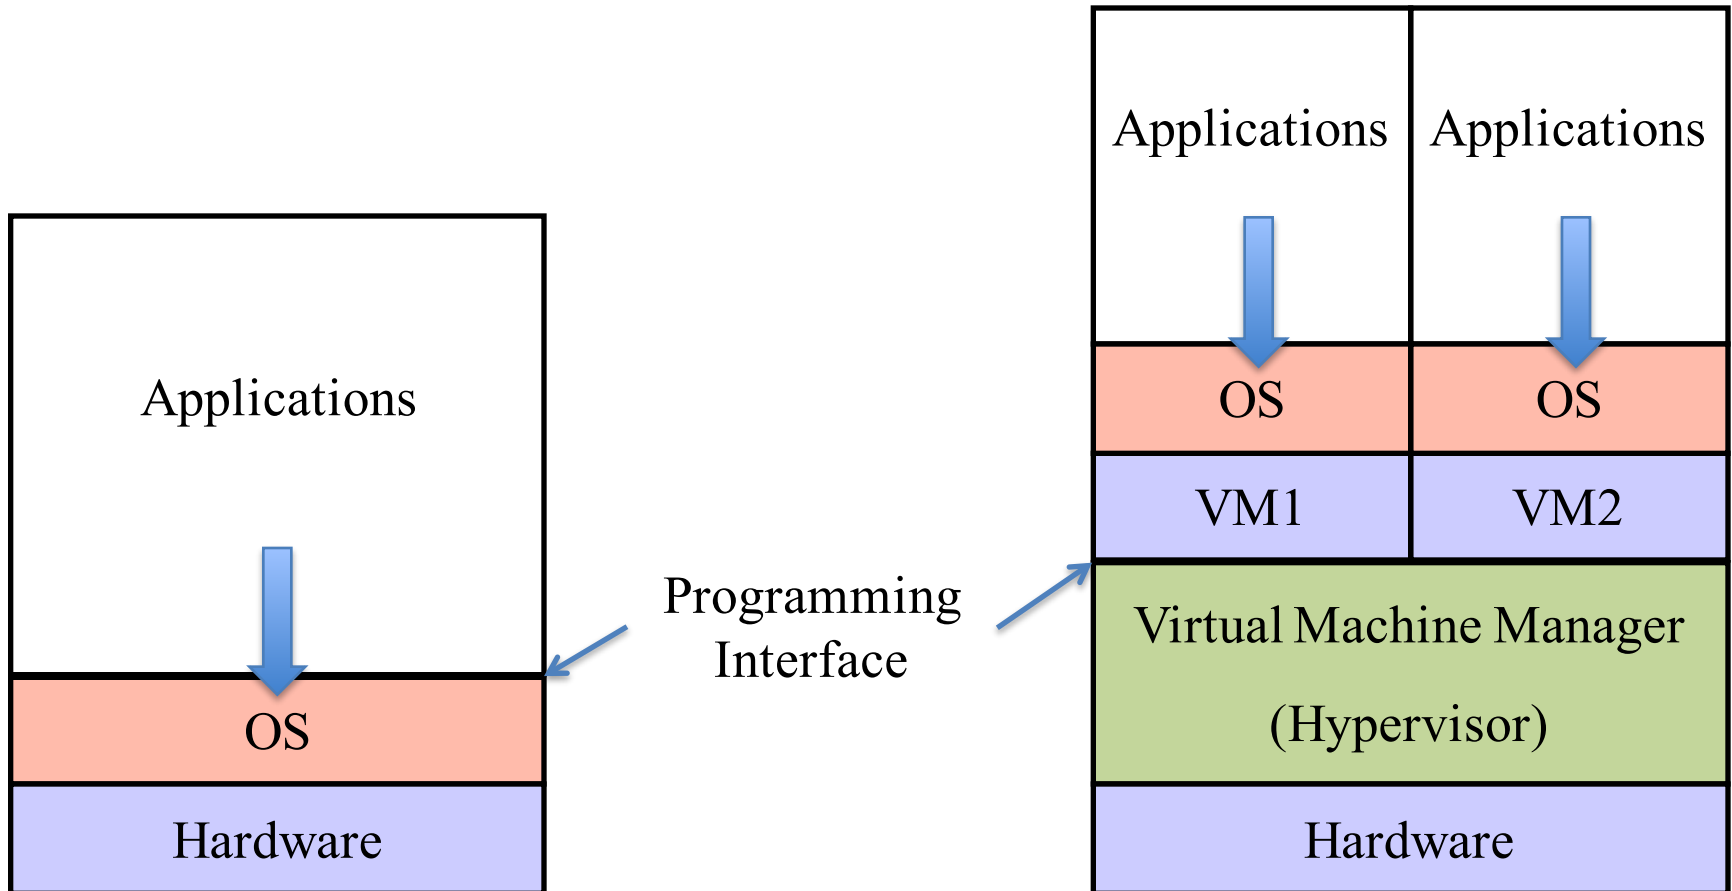 Applications
OS
Hardware
Programming
Interface
Applications
Applications
OS
OS
VM1
VM2
Virtual Machine Manager
(Hypervisor)
Hardware